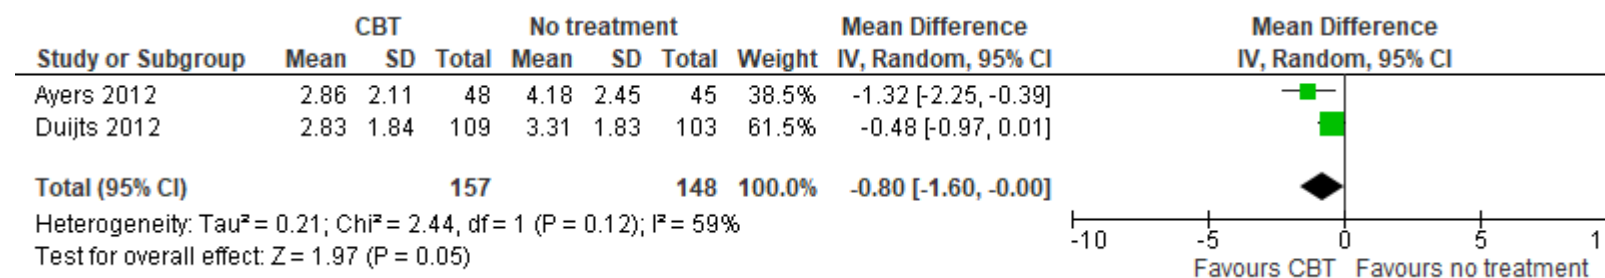 CBT No treatment Mean Difference Mean Difference
Study or Subgroup Mean SD Total Mean SD Total Weight IV, Random, 95% CI IV, Random, 95% CI
Ayers 2012 2.86 2.11 48 4.18 2.45 45 38.5% -1.32 [-2.25, -0.39]
Duijts 2012 2.83 1.84 109 3.31 1.83 103 61.5% -0.48 [-0.97, 0.01]
Total (95% CI) 157 148 100.0% -0.80 [-1.60, -0.00]
Heterogeneity: Tau² = 0.21; Chi² = 2.44, df = 1 (P = 0.12); I² = 59%
Test for overall effect: Z = 1.97 (P = 0.05)
-10 -5 0 5 1
Favours CBT Favours no treatment